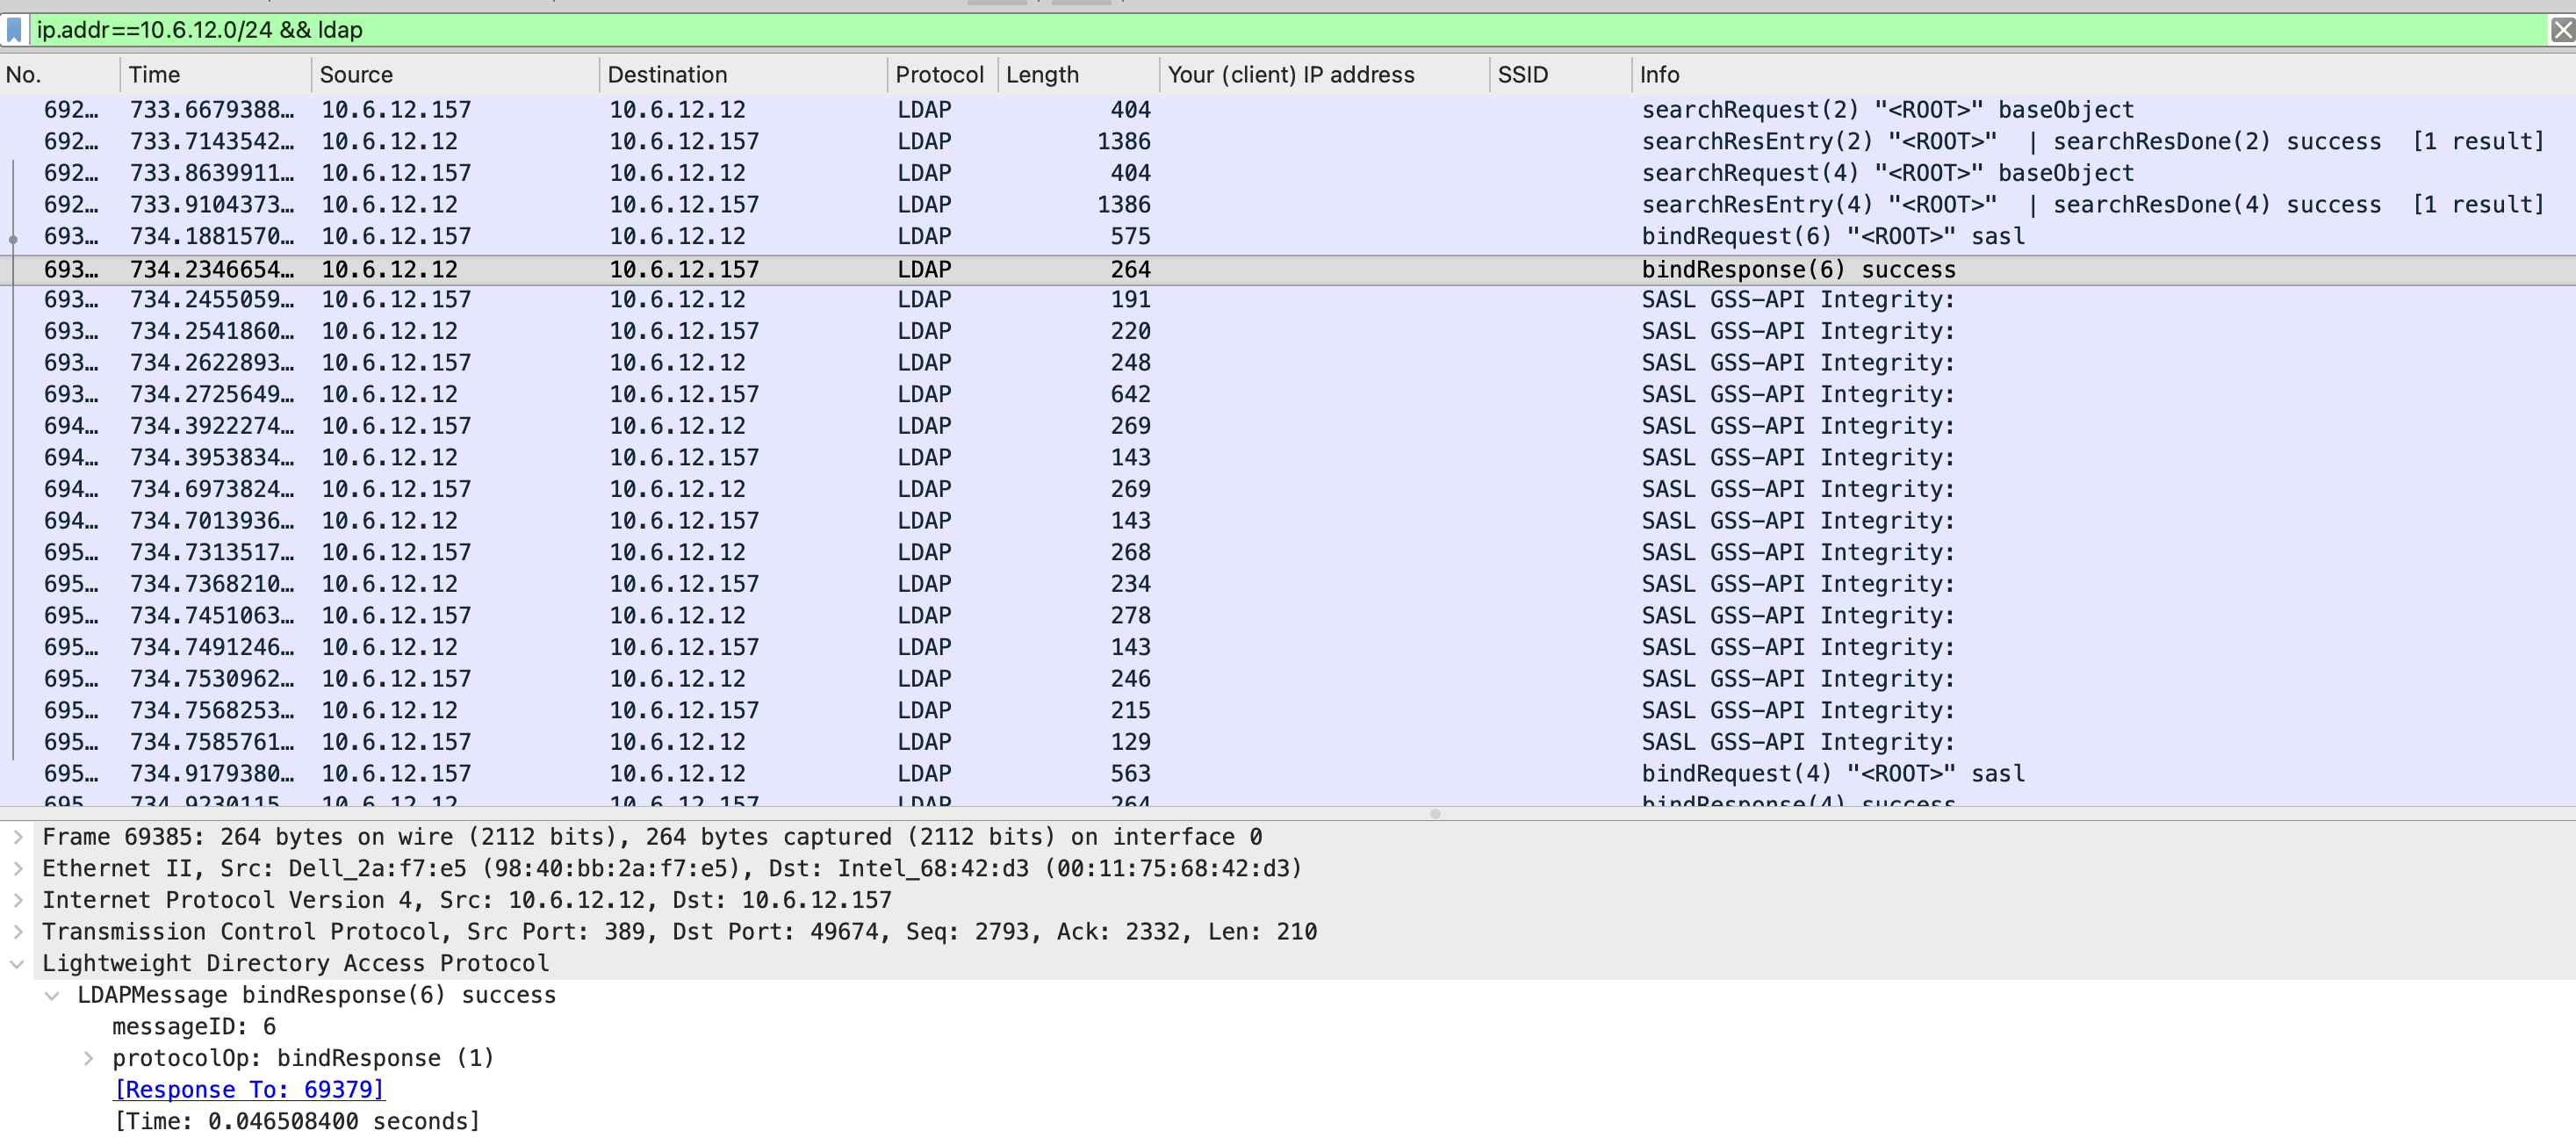 ip.addr==10.6.12.0/24 && ldap
No. Time Source Destination Protocol Length Your (client) IP address SSID Info
692… 733.6679388… 10.6.12.157 10.6.12.12 LDAP 404 searchRequest(2) "<ROOT>" baseObject
692… 733.7143542… 10.6.12.12 10.6.12.157 LDAP 1386 searchResEntry(2) "<ROOT>" | searchResDone(2) success [1 result]
692… 733.8639911… 10.6.12.157 10.6.12.12 LDAP 404 searchRequest(4) "<ROOT>" baseObject
692… 733.9104373… 10.6.12.12 10.6.12.157 LDAP 1386 searchResEntry(4) "<ROOT>" | searchResDone(4) success [1 result]
693… 734.1881570… 10.6.12.157 10.6.12.12 LDAP 575 bindRequest(6) "<ROOT>" sasl
693… 734.2346654… 10.6.12.12 10.6.12.157 LDAP 264 bindResponse(6) success
693… 734.2455059… 10.6.12.157 10.6.12.12 LDAP 191 SASL GSS-API Integrity:
693… 734.2541860… 10.6.12.12 10.6.12.157 LDAP 220 SASL GSS-API Integrity:
693… 734.2622893… 10.6.12.157 10.6.12.12 LDAP 248 SASL GSS-API Integrity:
693… 734.2725649… 10.6.12.12 10.6.12.157 LDAP 642 SASL GSS-API Integrity:
694… 734.3922274… 10.6.12.157 10.6.12.12 LDAP 269 SASL GSS-API Integrity:
694… 734.3953834… 10.6.12.12 10.6.12.157 LDAP 143 SASL GSS-API Integrity:
694… 734.6973824… 10.6.12.157 10.6.12.12 LDAP 269 SASL GSS-API Integrity:
694… 734.7013936… 10.6.12.12 10.6.12.157 LDAP 143 SASL GSS-API Integrity:
695… 734.7313517… 10.6.12.157 10.6.12.12 LDAP 268 SASL GSS-API Integrity:
695… 734.7368210… 10.6.12.12 10.6.12.157 LDAP 234 SASL GSS-API Integrity:
695… 734.7451063… 10.6.12.157 10.6.12.12 LDAP 278 SASL GSS-API Integrity:
695… 734.7491246… 10.6.12.12 10.6.12.157 LDAP 143 SASL GSS-API Integrity:
695… 734.7530962… 10.6.12.157 10.6.12.12 LDAP 246 SASL GSS-API Integrity:
695… 734.7568253… 10.6.12.12 10.6.12.157 LDAP 215 SASL GSS-API Integrity:
695… 734.7585761… 10.6.12.157 10.6.12.12 LDAP 129 SASL GSS-API Integrity:
695… 734.9179380… 10.6.12.157 10.6.12.12 LDAP 563 bindRequest(4) "<ROOT>" sasl
695… 734.9230115… 10.6.12.12 10.6.12.157 LDAP 264 bindResponse(4) success
Frame 69385: 264 bytes on wire (2112 bits), 264 bytes captured (2112 bits) on interface 0
Ethernet II, Src: Dell_2a:f7:e5 (98:40:bb:2a:f7:e5), Dst: Intel_68:42:d3 (00:11:75:68:42:d3)
Internet Protocol Version 4, Src: 10.6.12.12, Dst: 10.6.12.157
Transmission Control Protocol, Src Port: 389, Dst Port: 49674, Seq: 2793, Ack: 2332, Len: 210
Lightweight Directory Access Protocol
LDAPMessage bindResponse(6) success
messageID: 6
protocolOp: bindResponse (1)
[Response To: 69379]
[Time: 0.046508400 seconds]